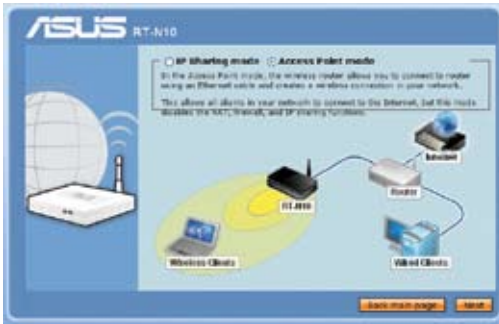 ASUS RT-N10
IP Sharing mode Access Point mode
In the Access Point mode, the wireless router allows you to connect to router
using an Ethernet cable and creates a wireless connection in your network.
This allows all clients in your network to connect to the Internet, but this mode
disables the NAT, firewall, and IP sharing functions.
Internet
Router
RT-N10
Wireless Clients
Wired Clients
Back main page Next